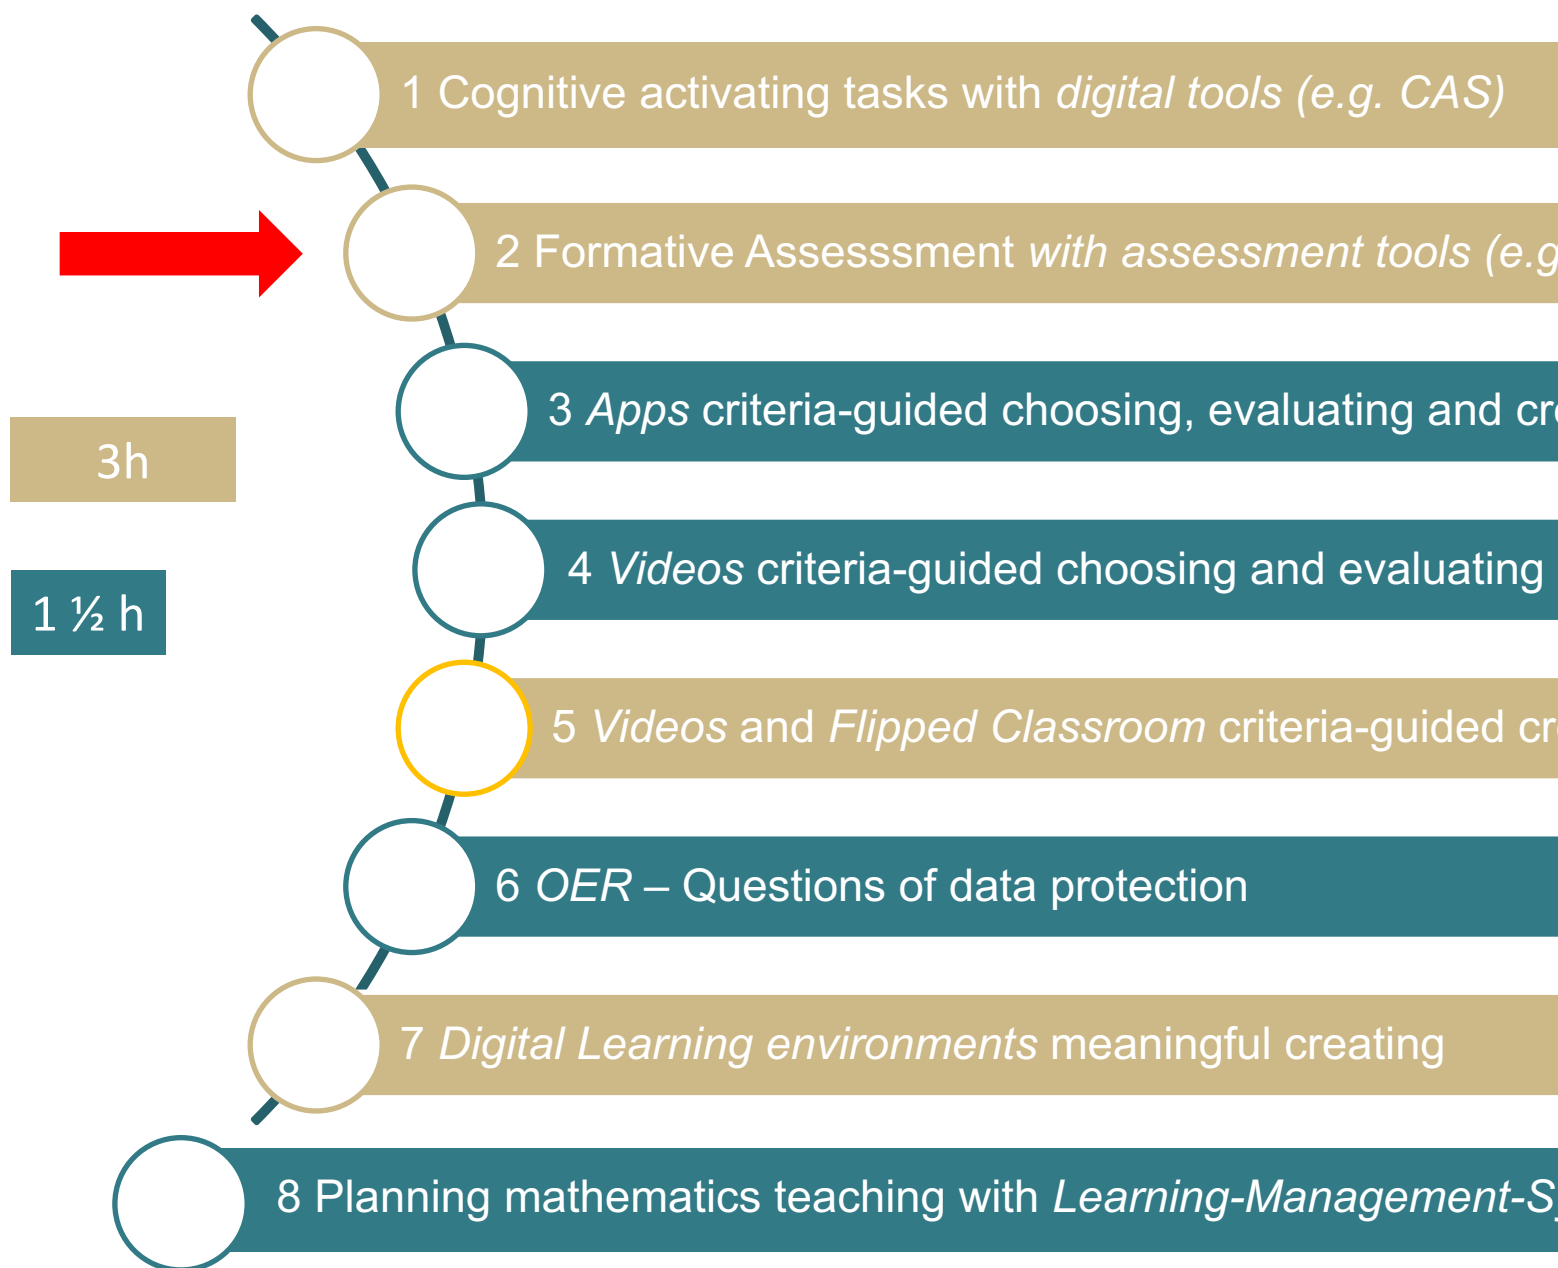 1 Cognitive activating tasks with digital tools (e.g. CAS)
2 Formative Assesssment with assessment tools (e.g
3 Apps criteria-guided choosing, evaluating and cre
3h
4 Videos criteria-guided choosing and evaluating
1 ½ h
5 Videos and Flipped Classroom criteria-guided cr
6 OER – Questions of data protection
7 Digital Learning environments meaningful creating
8 Planning mathematics teaching with Learning-Management-S